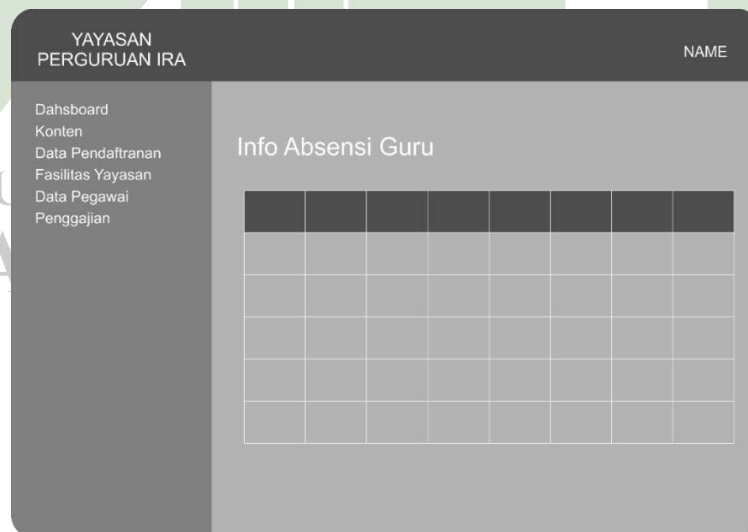 YAYASAN
PERGURUAN IRA
NAME
Dahsboard
Konten
Data Pendaftranan
Fasilitas Yayasan
Data Pegawai
Penggajian
Info Absensi Guru